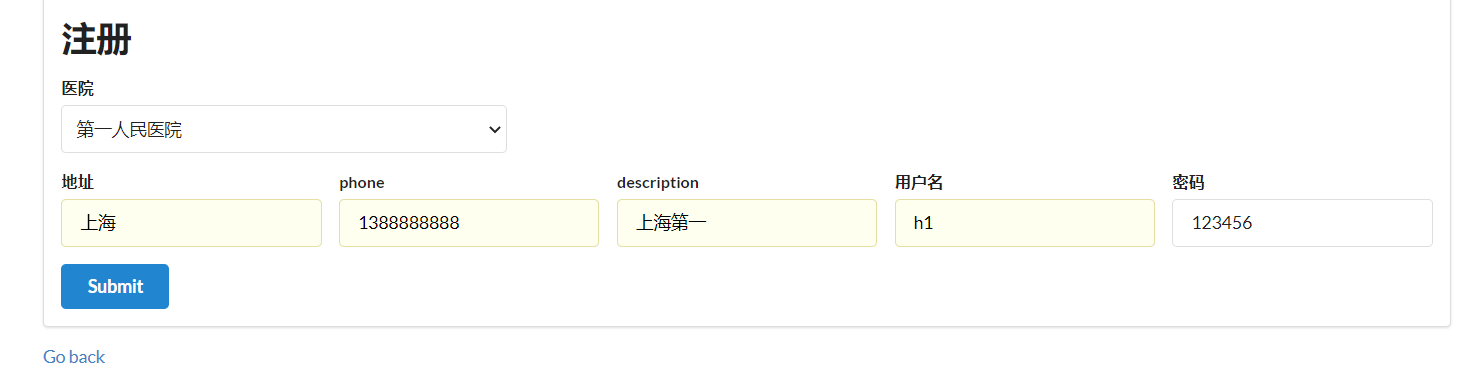 注册
医院
第一人民医院
地址 phone description 用户名 密码
上海 1388888888 上海第一 h1 123456
Submit
Go back